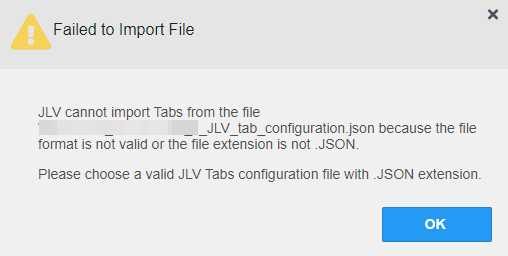 Failed to Import File
JLV cannot import Tabs from the file
_JLV_tab_configuration.json because the file
format is not valid or the file extension is not .JSON.
Please choose a valid JLV Tabs configuration file with .JSON extension.
OK